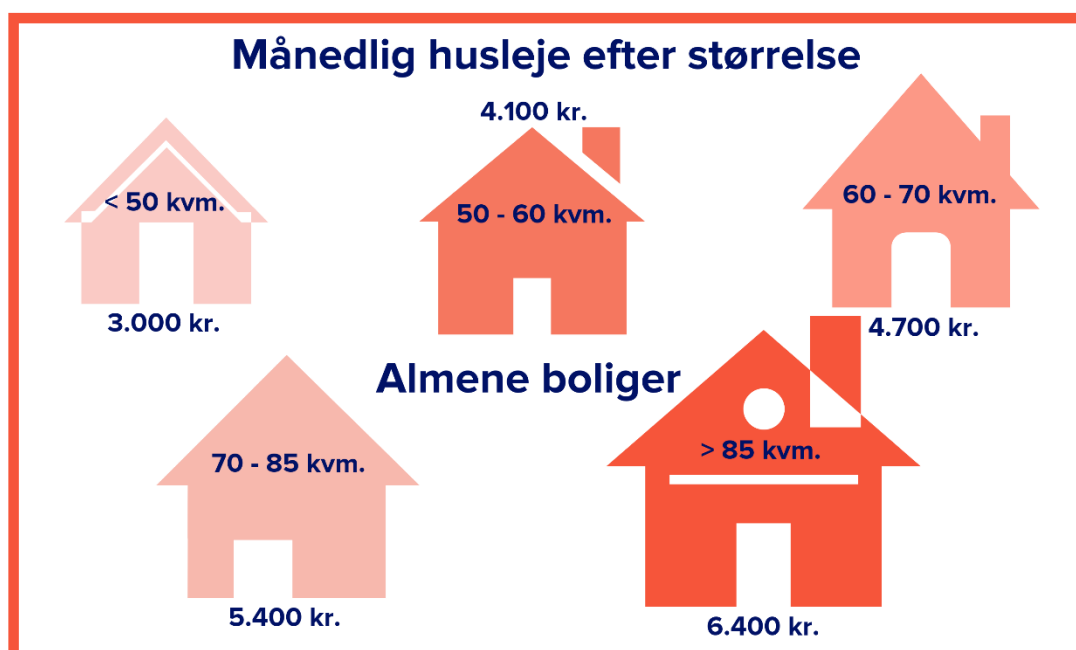 Månedlig husleje efter størrelse
< 50 kvm.
3.000 kr.
4.100 kr.
50 - 60 kvm.
60 - 70 kvm.
4.700 kr.
Almene boliger
70 - 85 kvm.
5.400 kr.
> 85 kvm.
6.400 kr.